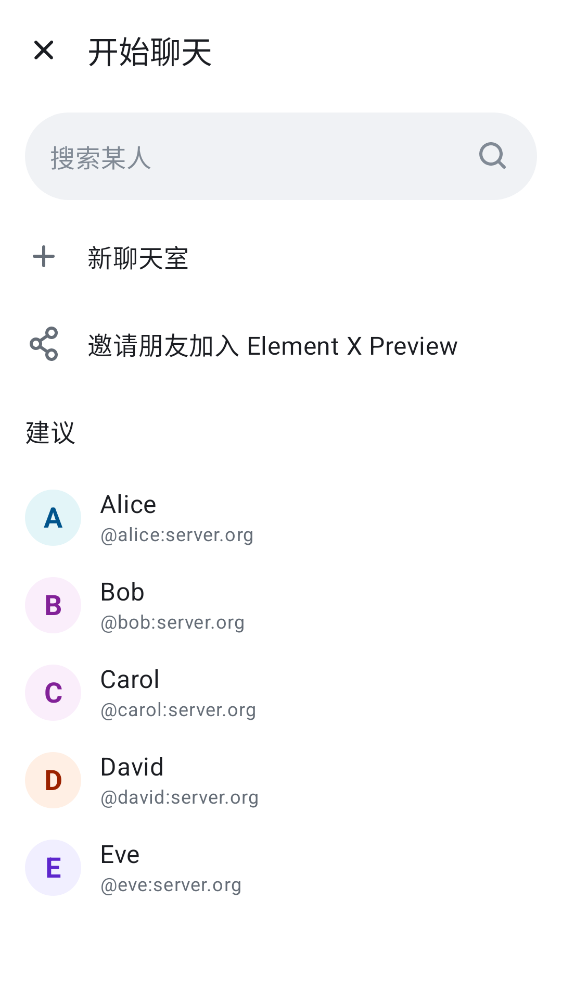 开始聊天
搜索某人
新聊天室
邀请朋友加入 Element X Preview
建议
A
Alice
@alice:server.org
B
Bob
@bob:server.org
C
Carol
@carol:server.org
D
David
@david:server.org
E
Eve
@eve:server.org